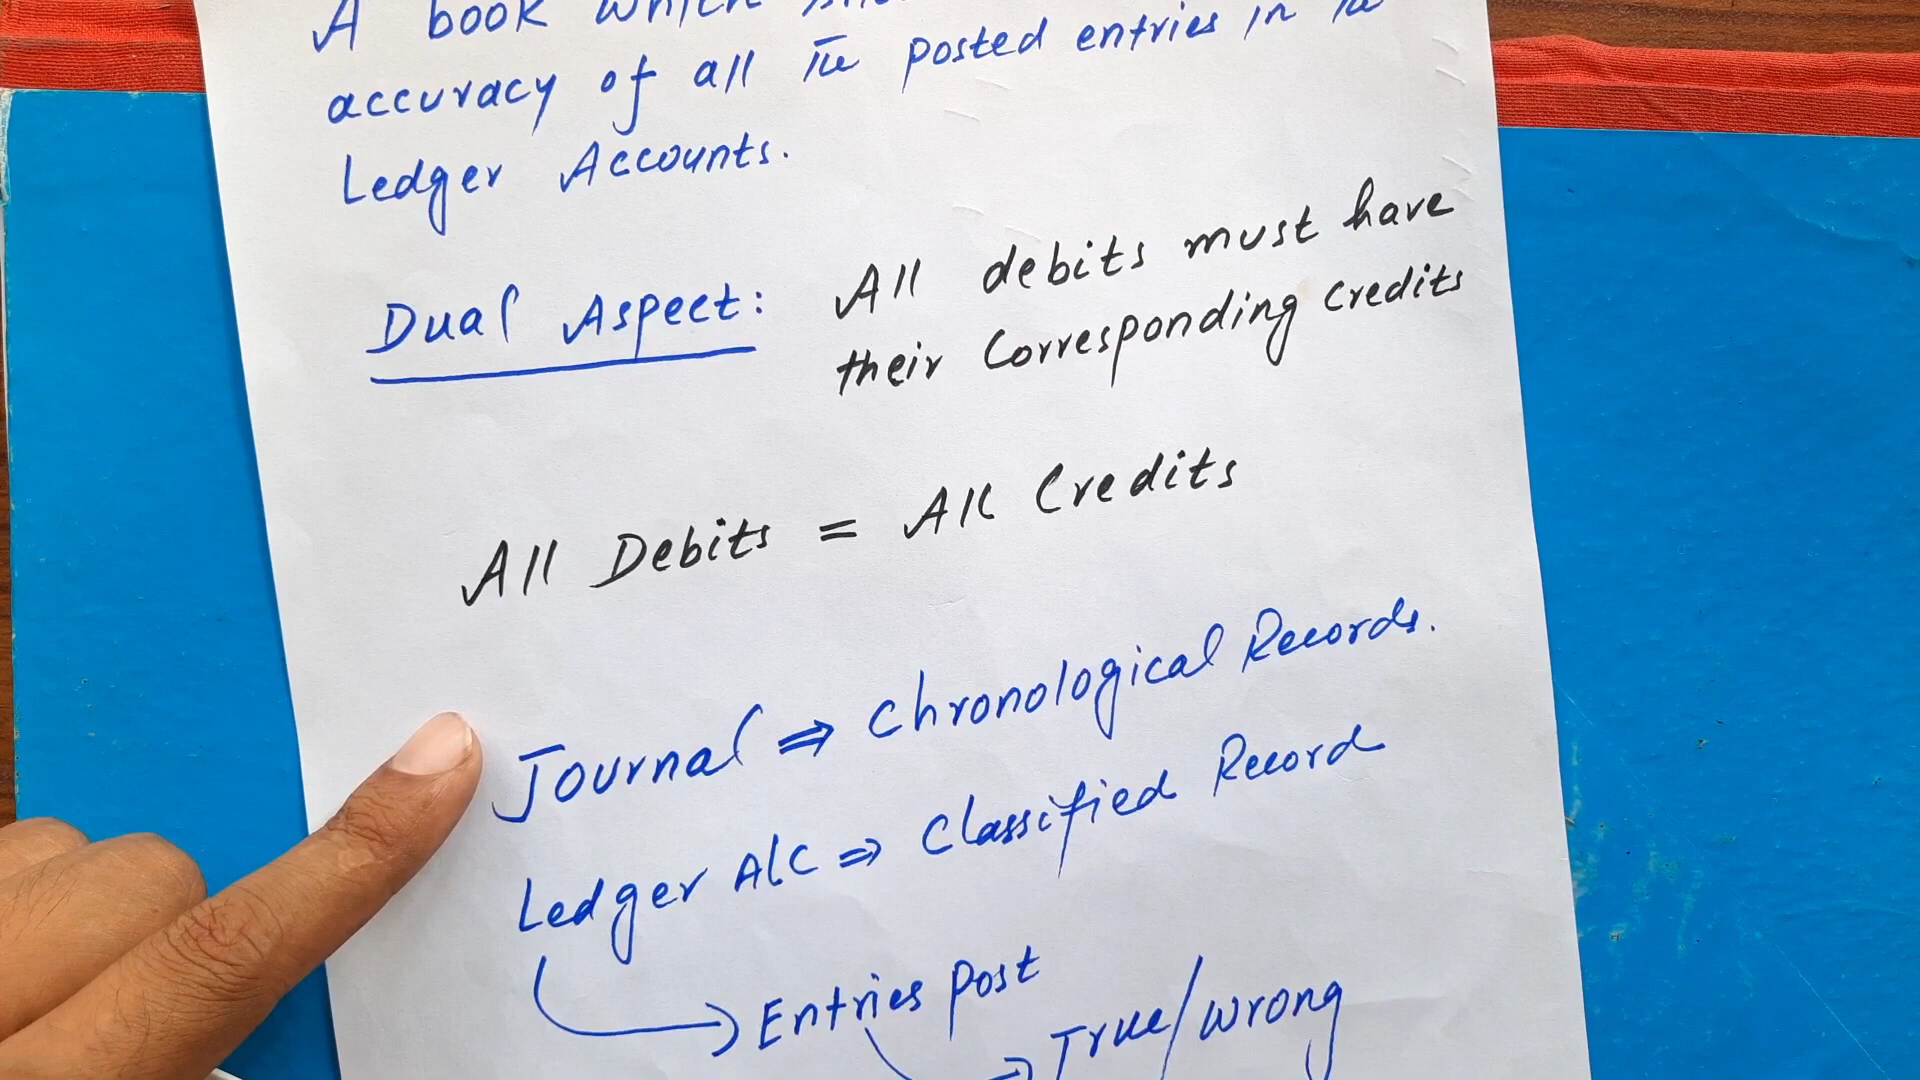 A book which
accuracy of all the posted entries in the
Ledger Accounts.
Dual Aspect: All debits must have
their Corresponding credits
All Debits = All Credits
Journal ⇒ Chronological Records.
Ledger A/C ⇒ Classified Record
Entries Post
True/wrong